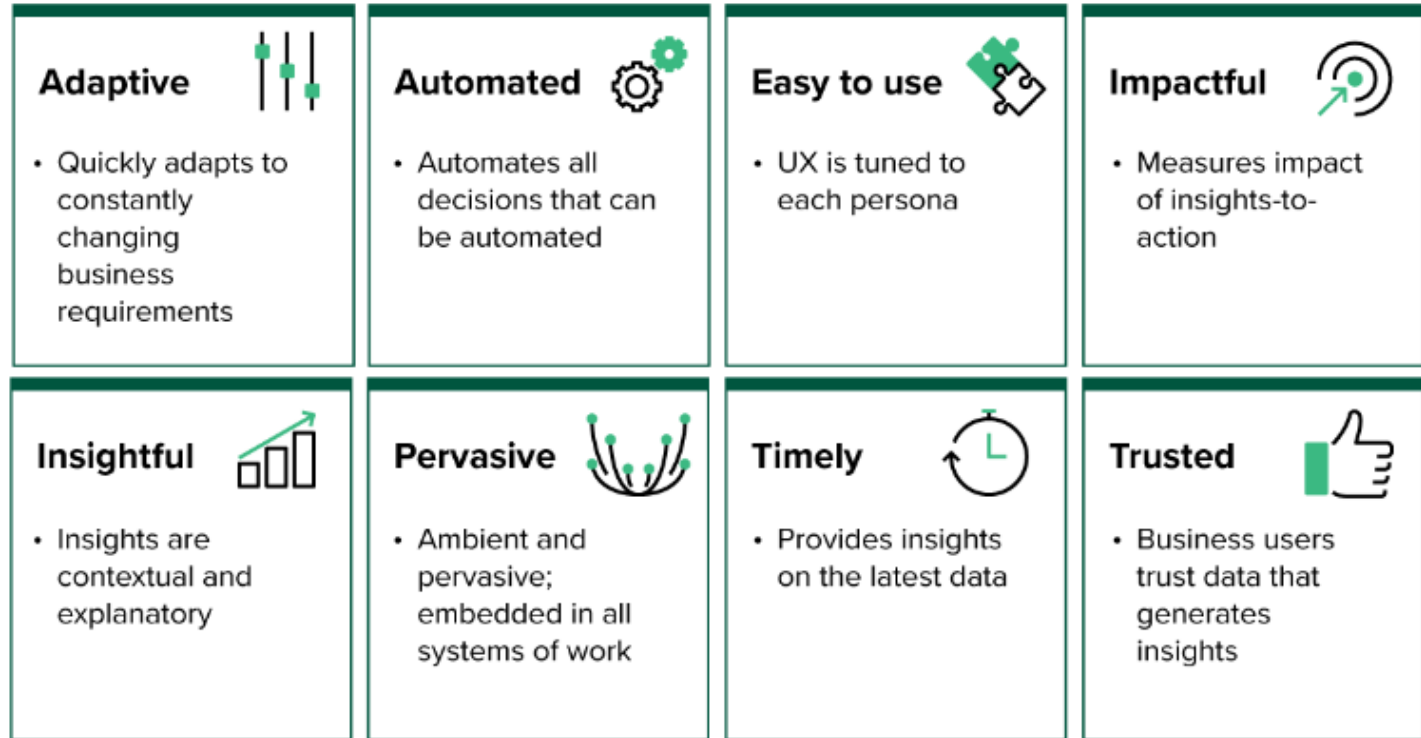 Adaptive
• Quickly adapts to
constantly
changing
business
requirements
Automated
• Automates all
decisions that can
be automated
Easy to use
• UX is tuned to
each persona
Impactful
• Measures impact
of insights-to-
action
Insightful
• Insights are
contextual and
explanatory
Pervasive
• Ambient and
pervasive;
embedded in all
systems of work
Timely
• Provides insights
on the latest data
Trusted
• Business users
trust data that
generates
insights